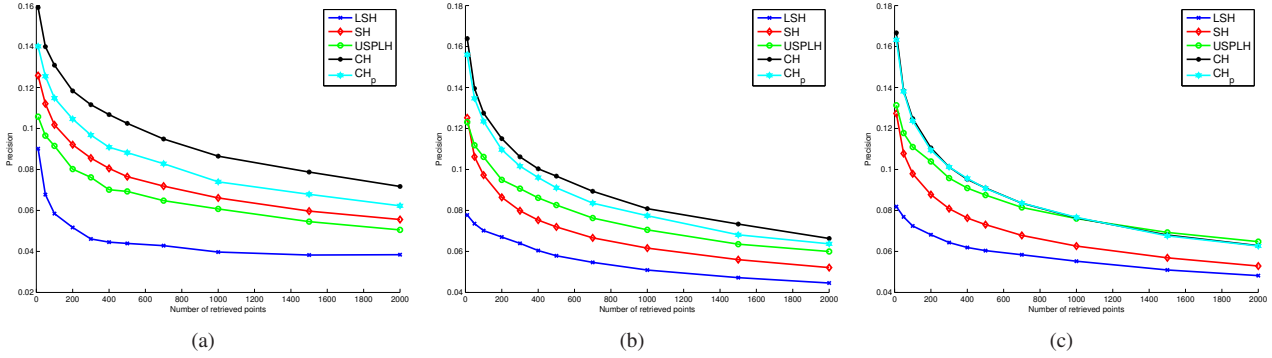 0.16
0.14
0.12
0.1
0.08
0.06
0.04
0.02
Precision
0 200 400 600 800 1000 1200 1400 1600 1800 2000
Number of retrieved points
LSH
SH
USPLH
CH
CHp
(a)
0.18
0.16
0.14
0.12
0.1
0.08
0.06
0.04
Precision
0 200 400 600 800 1000 1200 1400 1600 1800 2000
Number of retrieved points
LSH
SH
USPLH
CH
CHp
(b)
0.18
0.16
0.14
0.12
0.1
0.08
0.06
0.04
Precision
0 200 400 600 800 1000 1200 1400 1600 1800 2000
Number of retrieved points
LSH
SH
USPLH
CH
CHp
(c)